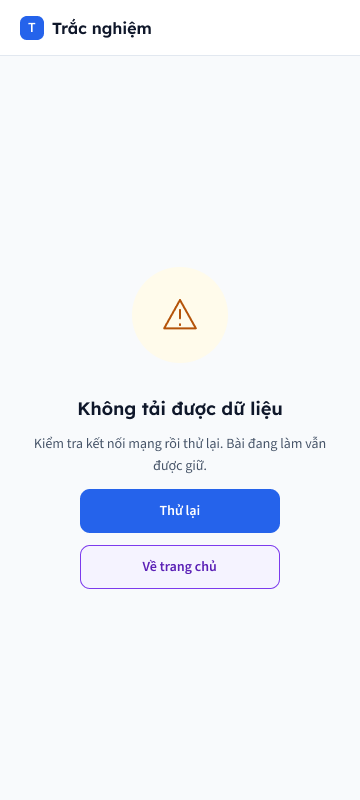 T Trắc nghiệm
Không tải được dữ liệu
Kiểm tra kết nối mạng rồi thử lại. Bài đang làm vẫn
được giữ.
Thử lại
Về trang chủ